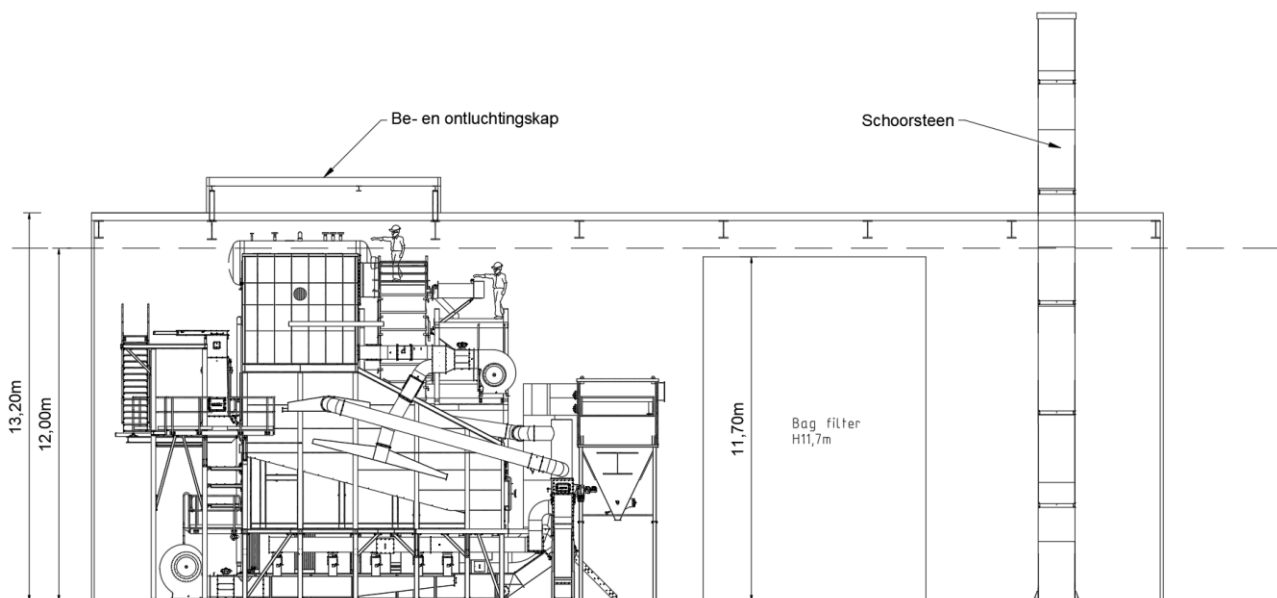 Be- en ontluchtingskap
Schoorsteen
13,20m
12,00m
11,70m
Bag filter
H11,7m